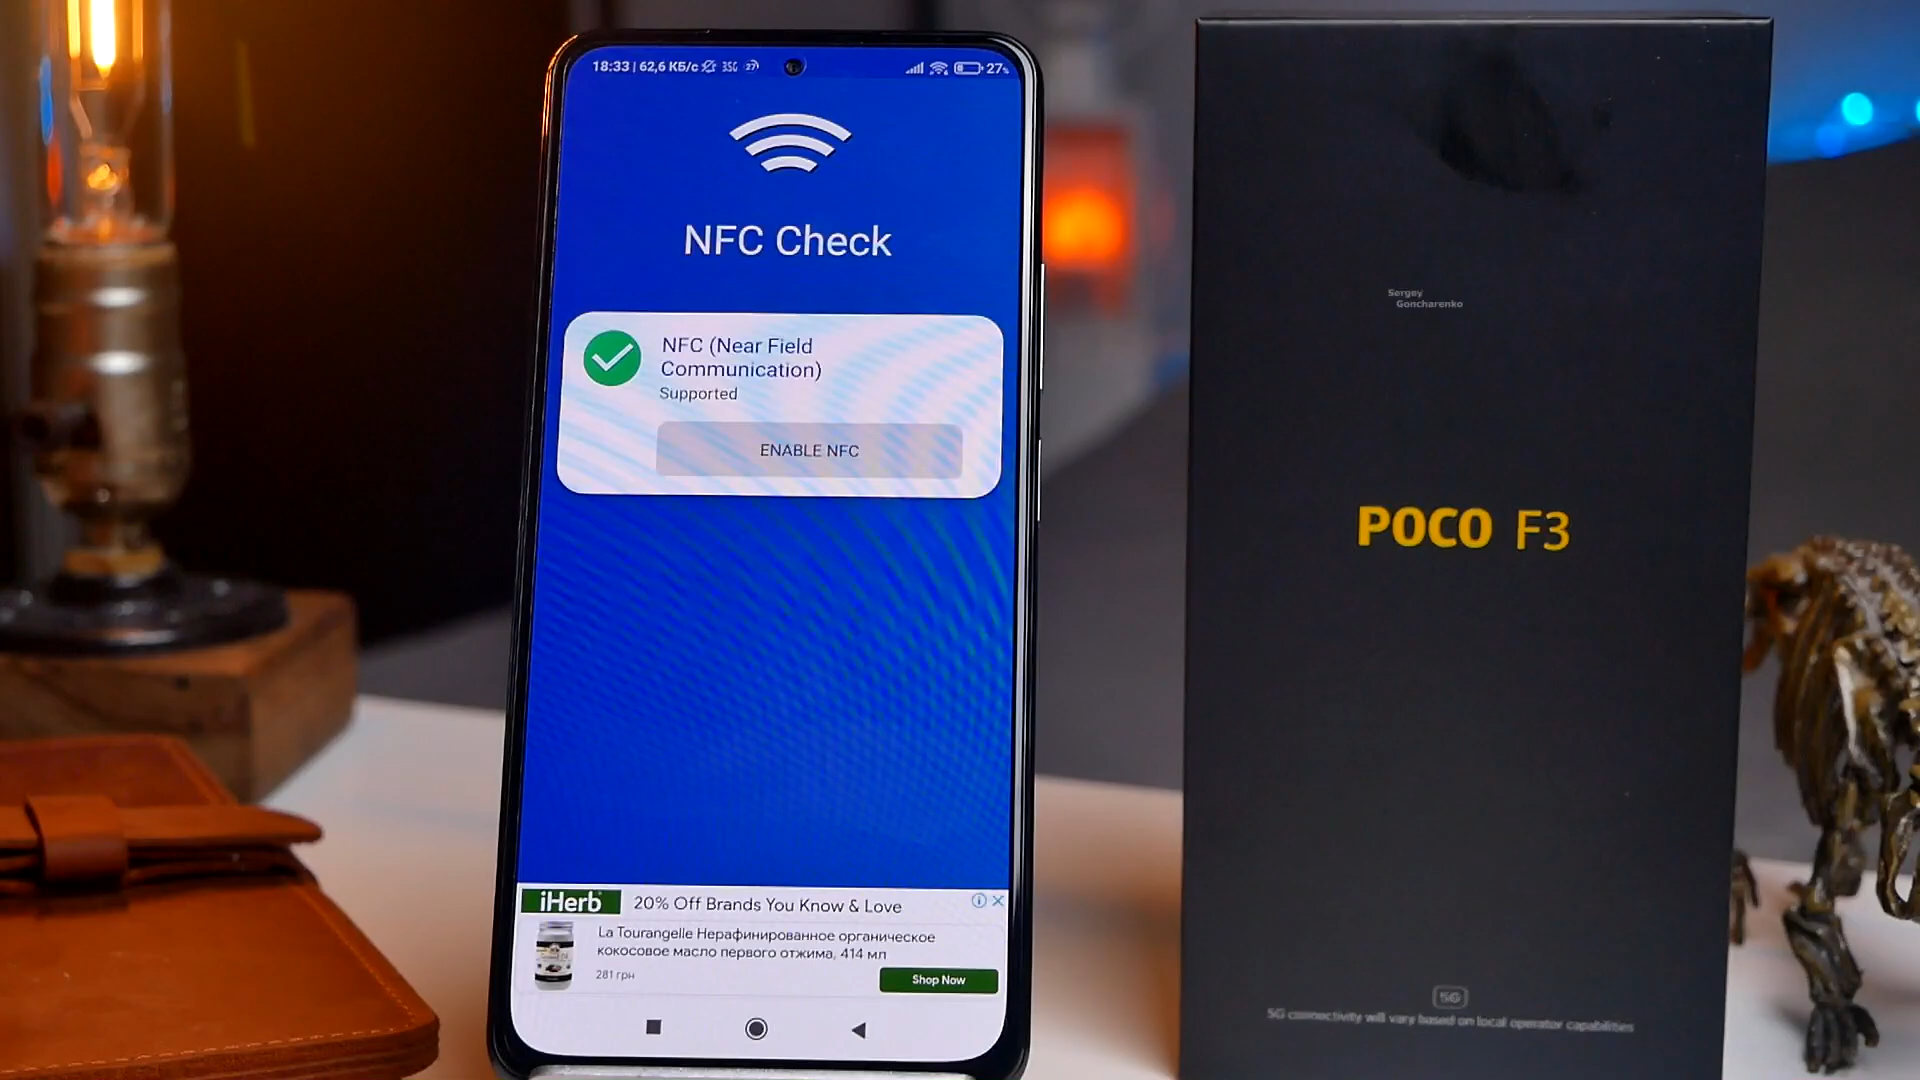 18:33 | 62,6 КБ/с 27 27%
NFC Check
NFC (Near Field
Communication)
Supported
ENABLE NFC
iHerb 20% Off Brands You Know & Love
La Tourangelle Нерафинированное органическое
кокосовое масло первого отжима, 414 мл
281 грн
Shop Now
Sergey
Goncharenko
POCO F3
5G
5G connectivity will vary based on local operator capabilities